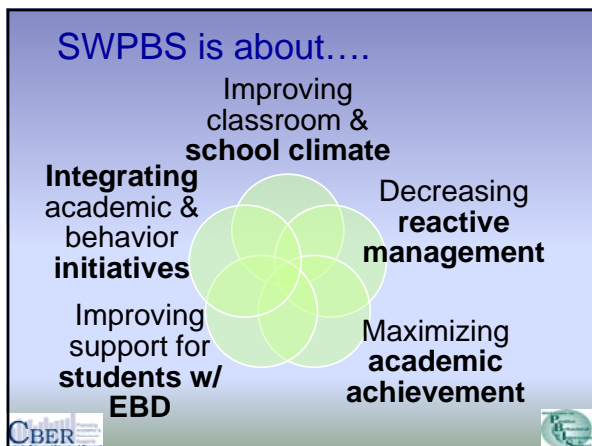 SWPBS is about….
Improving
classroom &
school climate
Integrating
academic &
behavior
initiatives
Decreasing
reactive
management
Improving
support for
students w/
EBD
Maximizing
academic
achievement
CBER